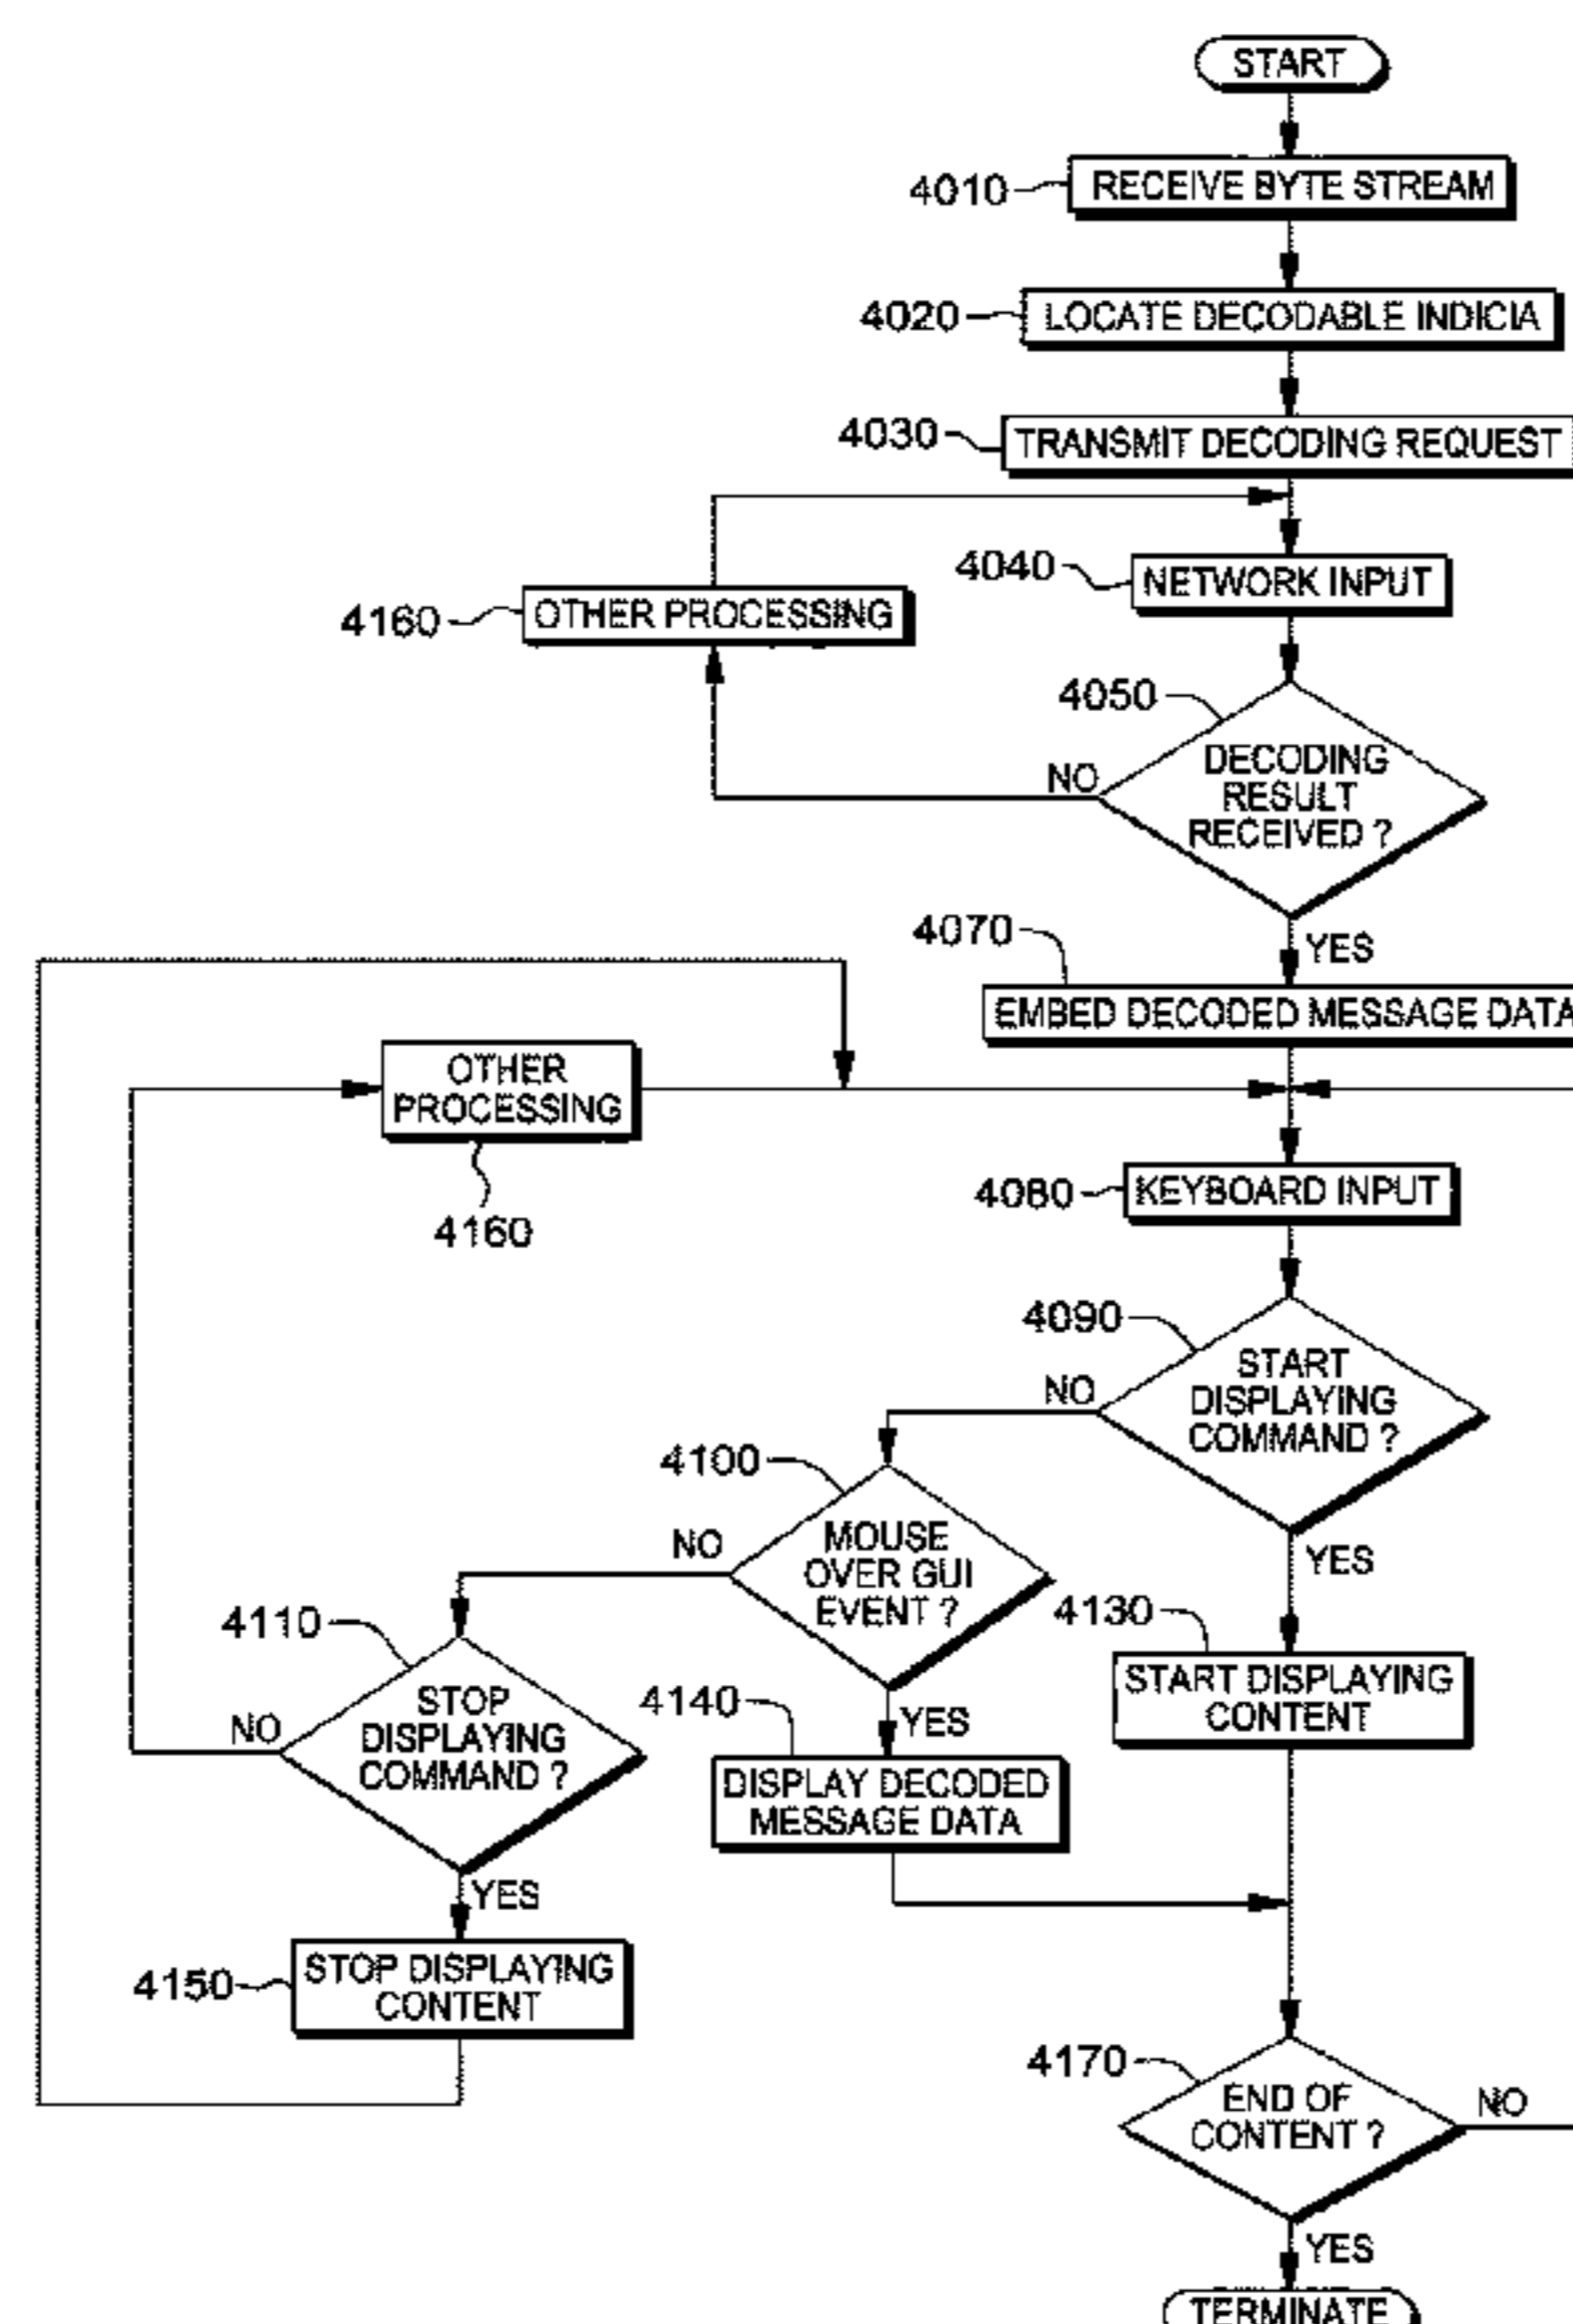 START
4010
RECEIVE BYTE STREAM
4020
LOCATE DECODABLE INDICIA
4030
TRANSMIT DECODING REQUEST
4040
NETWORK INPUT
4160
OTHER PROCESSING
4050
DECODING
RESULT
RECEIVED ?
NO
YES
4070
EMBED DECODED MESSAGE DATA
OTHER
PROCESSING
4160
4080
KEYBOARD INPUT
4090
START
DISPLAYING
COMMAND ?
NO
YES
4100
MOUSE
OVER GUI
EVENT ?
NO
YES
4110
STOP
DISPLAYING
COMMAND ?
NO
YES
4130
START DISPLAYING
CONTENT
4140
DISPLAY DECODED
MESSAGE DATA
4150
STOP DISPLAYING
CONTENT
4170
END OF
CONTENT ?
NO
YES
TERMINATE